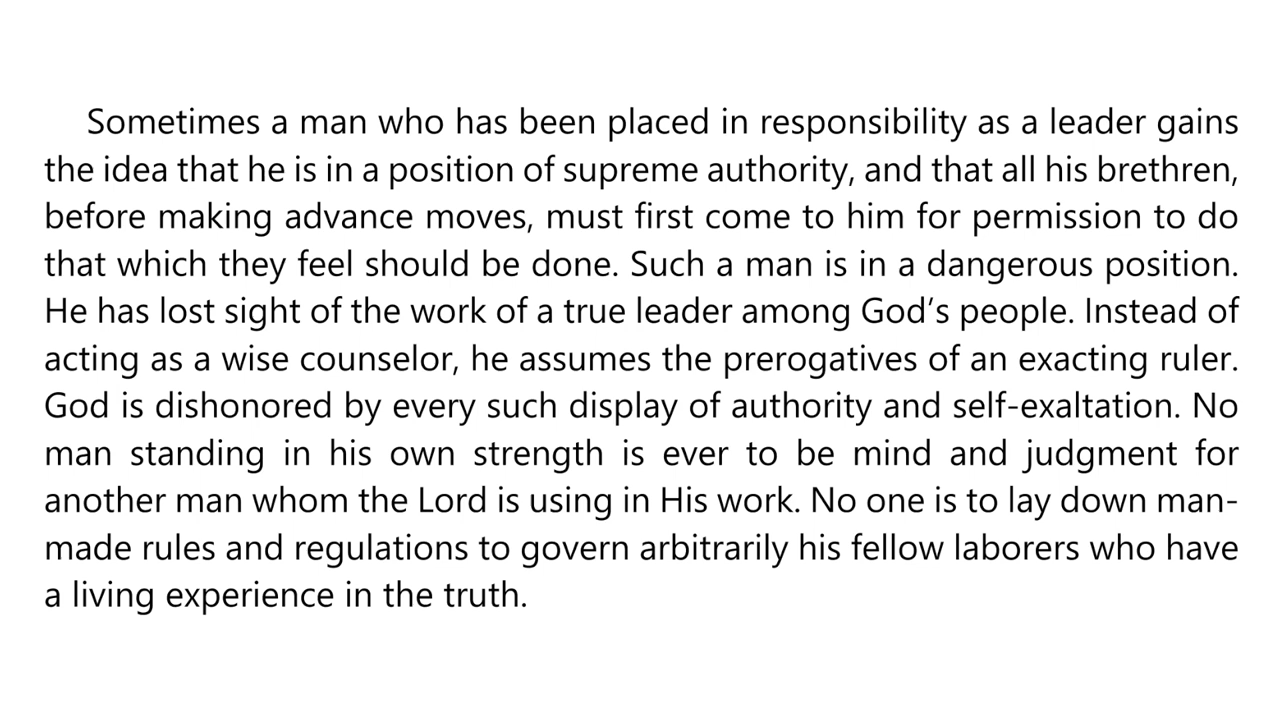 Sometimes a man who has been placed in responsibility as a leader gains
the idea that he is in a position of supreme authority, and that all his brethren,
before making advance moves, must first come to him for permission to do
that which they feel should be done. Such a man is in a dangerous position.
He has lost sight of the work of a true leader among God’s people. Instead of
acting as a wise counselor, he assumes the prerogatives of an exacting ruler.
God is dishonored by every such display of authority and self-exaltation. No
man standing in his own strength is ever to be mind and judgment for
another man whom the Lord is using in His work. No one is to lay down man-
made rules and regulations to govern arbitrarily his fellow laborers who have
a living experience in the truth.